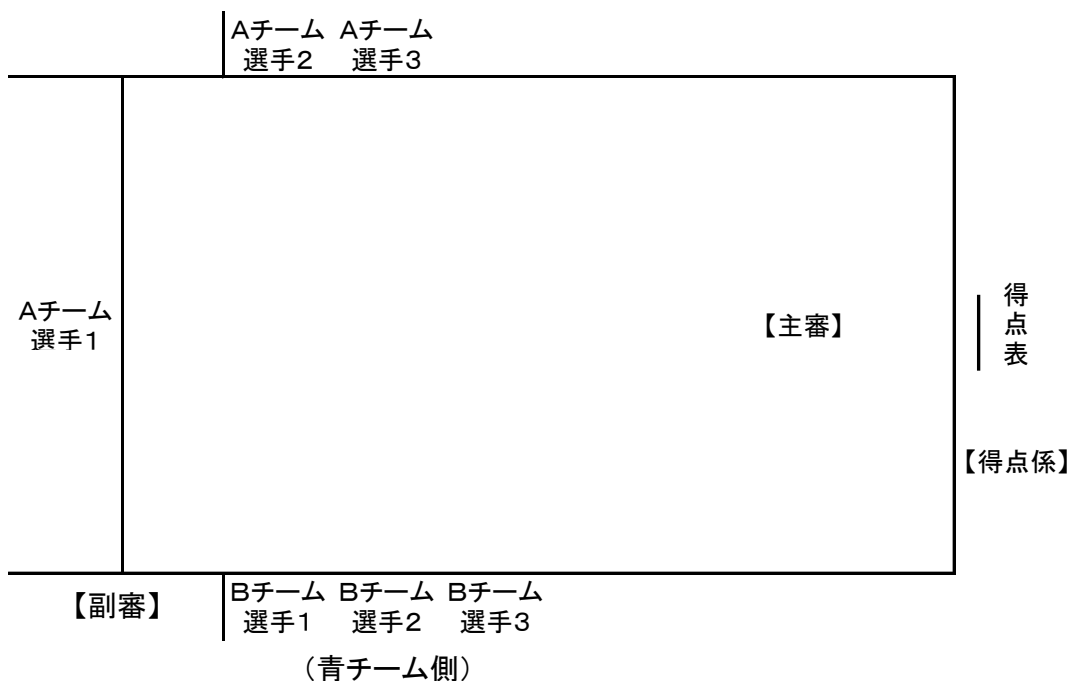 Aチーム Aチーム
選手2 選手3
Aチーム
選手1
【主審】
得点表
【得点係】
【副審】
Bチーム Bチーム Bチーム
選手1 選手2 選手3
（青チーム側）